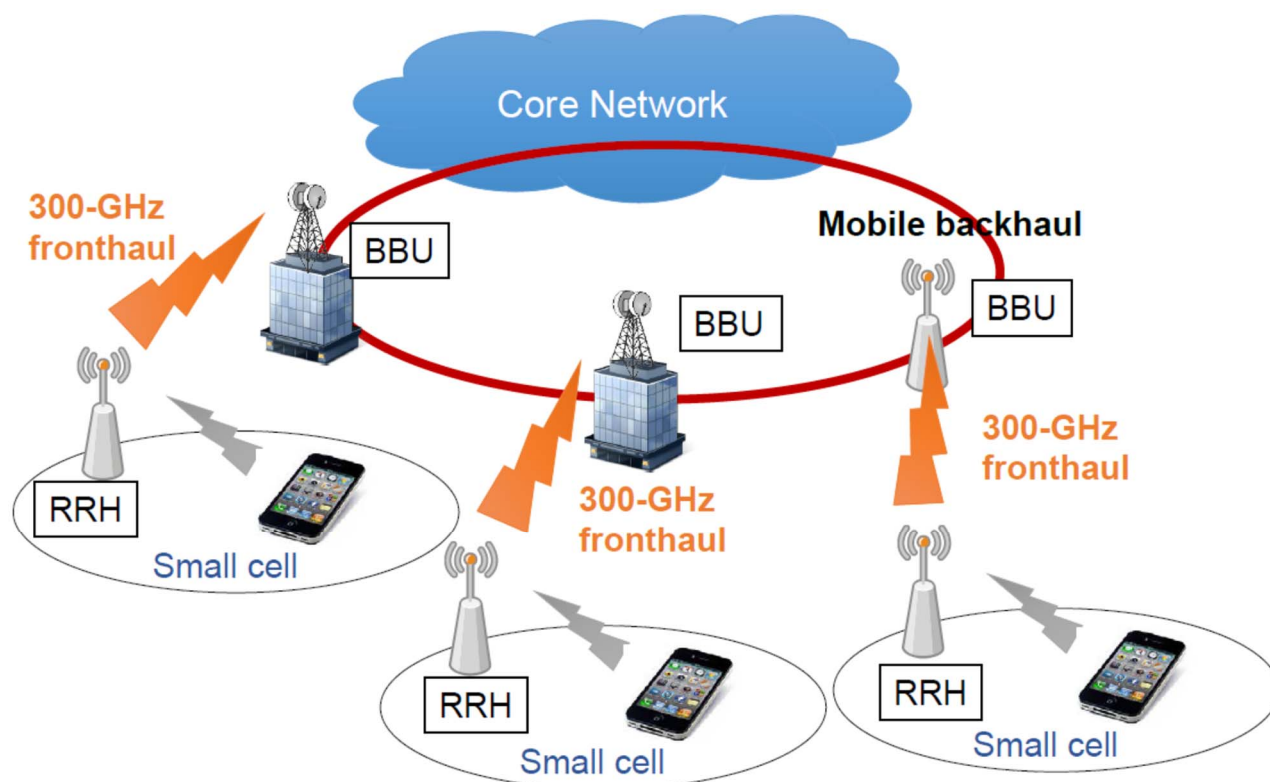 Core Network
300-GHz
fronthaul
BBU
Mobile backhaul
BBU
BBU
300-GHz
fronthaul
300-GHz
fronthaul
RRH
Small cell
RRH
Small cell
RRH
Small cell